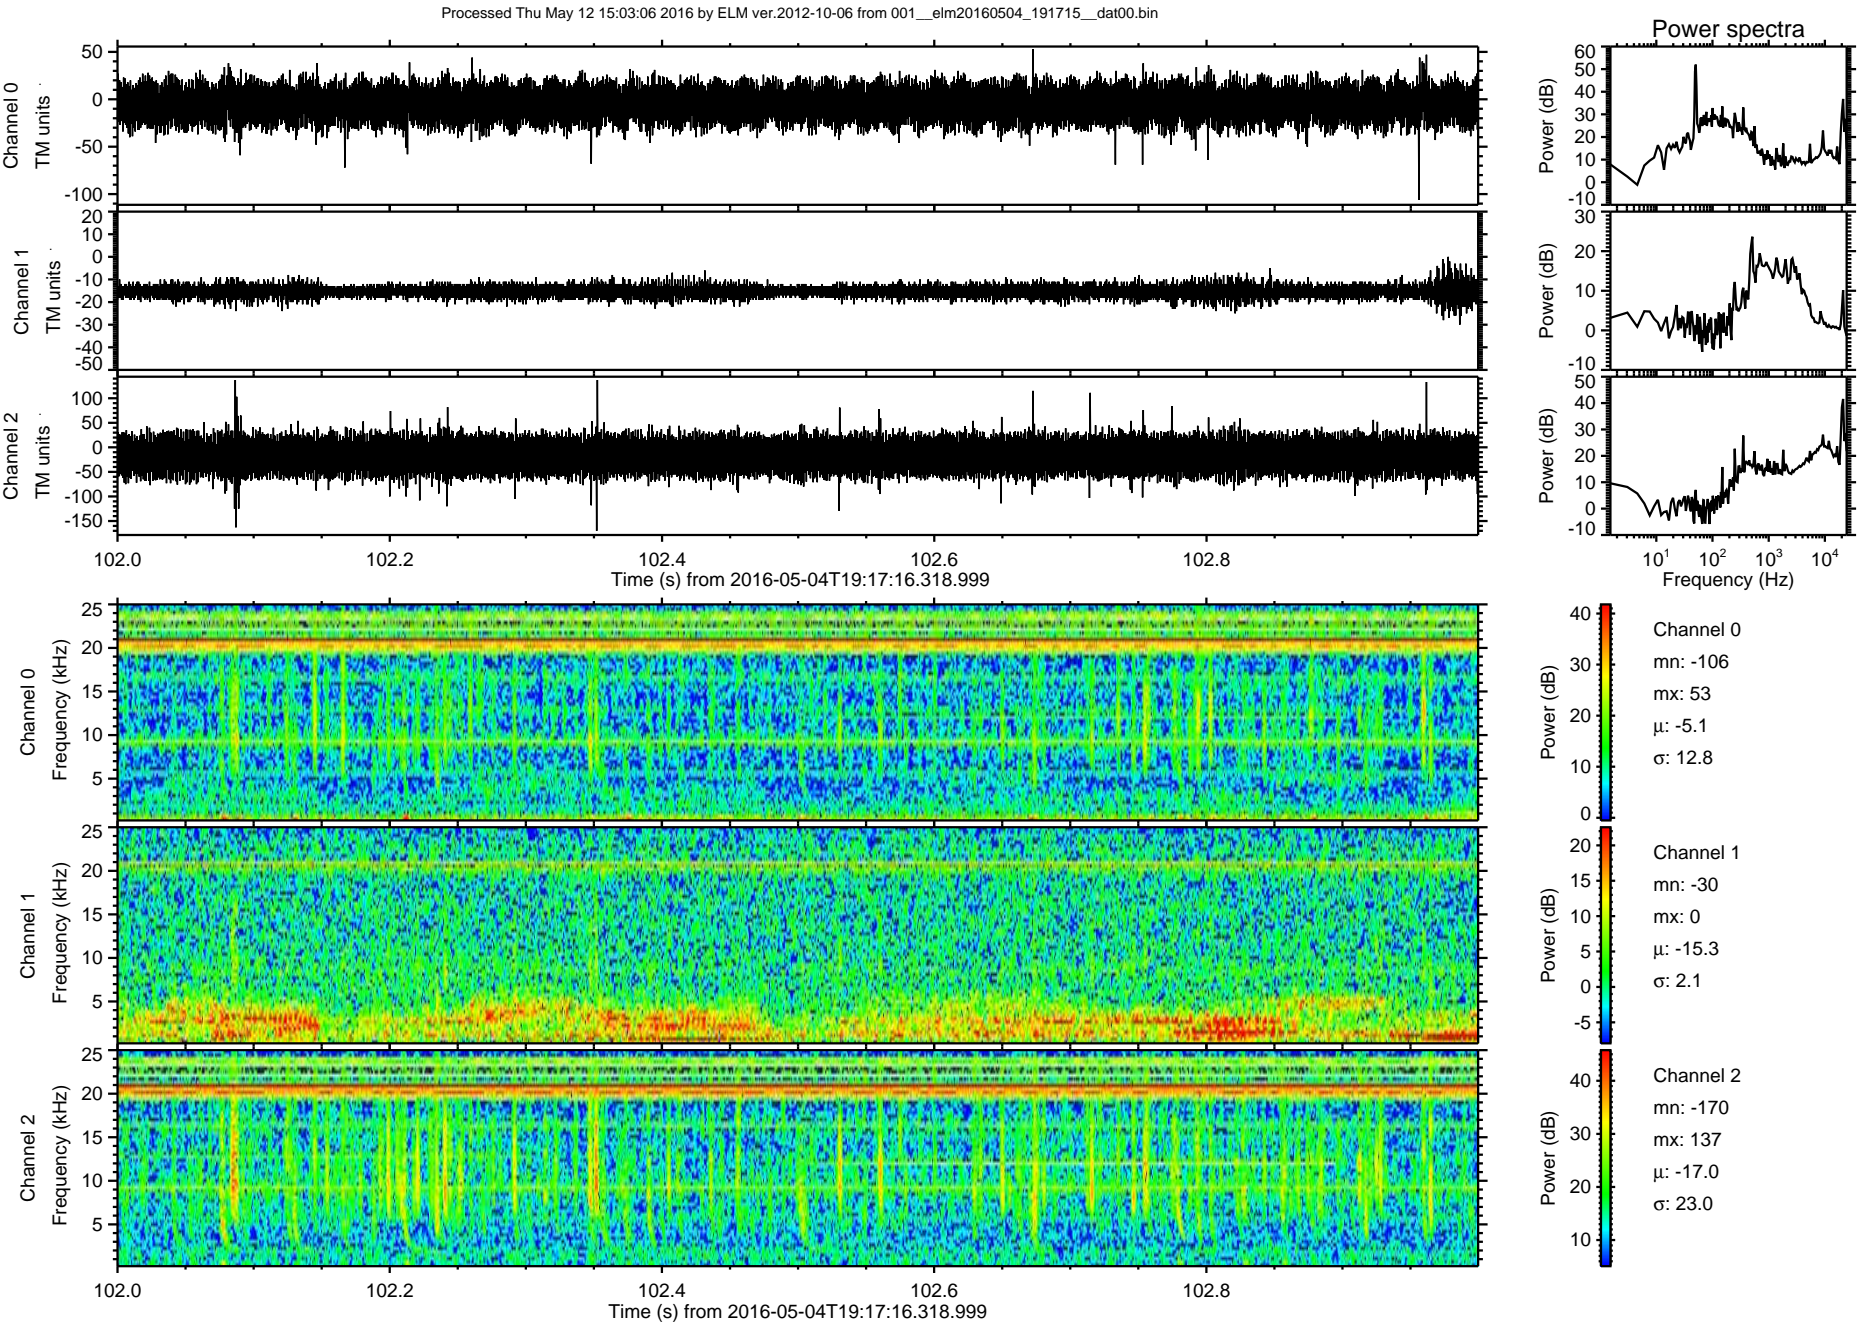 Processed Thu May 12 15:03:06 2016 by ELM ver.2012-10-06 from 001__elm20160504_191715__dat00.bin
Power spectra
Channel 0
TM units
50
0
-50
-100
Power (dB)
60
50
40
30
20
10
0
-10
Channel 1
TM units
20
10
0
-10
-20
-30
-40
-50
Power (dB)
30
20
10
0
-10
Channel 2
TM units
100
50
0
-50
-100
-150
Power (dB)
50
40
30
20
10
0
-10
102.0 102.2 102.4 102.6 102.8
Time (s) from 2016-05-04T19:17:16.318.999
10^1 10^2 10^3 10^4
Frequency (Hz)
Channel 0
Frequency (kHz)
25
20
15
10
5
Power (dB)
40
30
20
10
0
Channel 0
mn: -106
mx: 53
μ: -5.1
σ: 12.8
Channel 1
Frequency (kHz)
25
20
15
10
5
Power (dB)
20
15
10
5
0
-5
Channel 1
mn: -30
mx: 0
μ: -15.3
σ: 2.1
Channel 2
Frequency (kHz)
25
20
15
10
5
Power (dB)
40
30
20
10
Channel 2
mn: -170
mx: 137
μ: -17.0
σ: 23.0
102.0 102.2 102.4 102.6 102.8
Time (s) from 2016-05-04T19:17:16.318.999